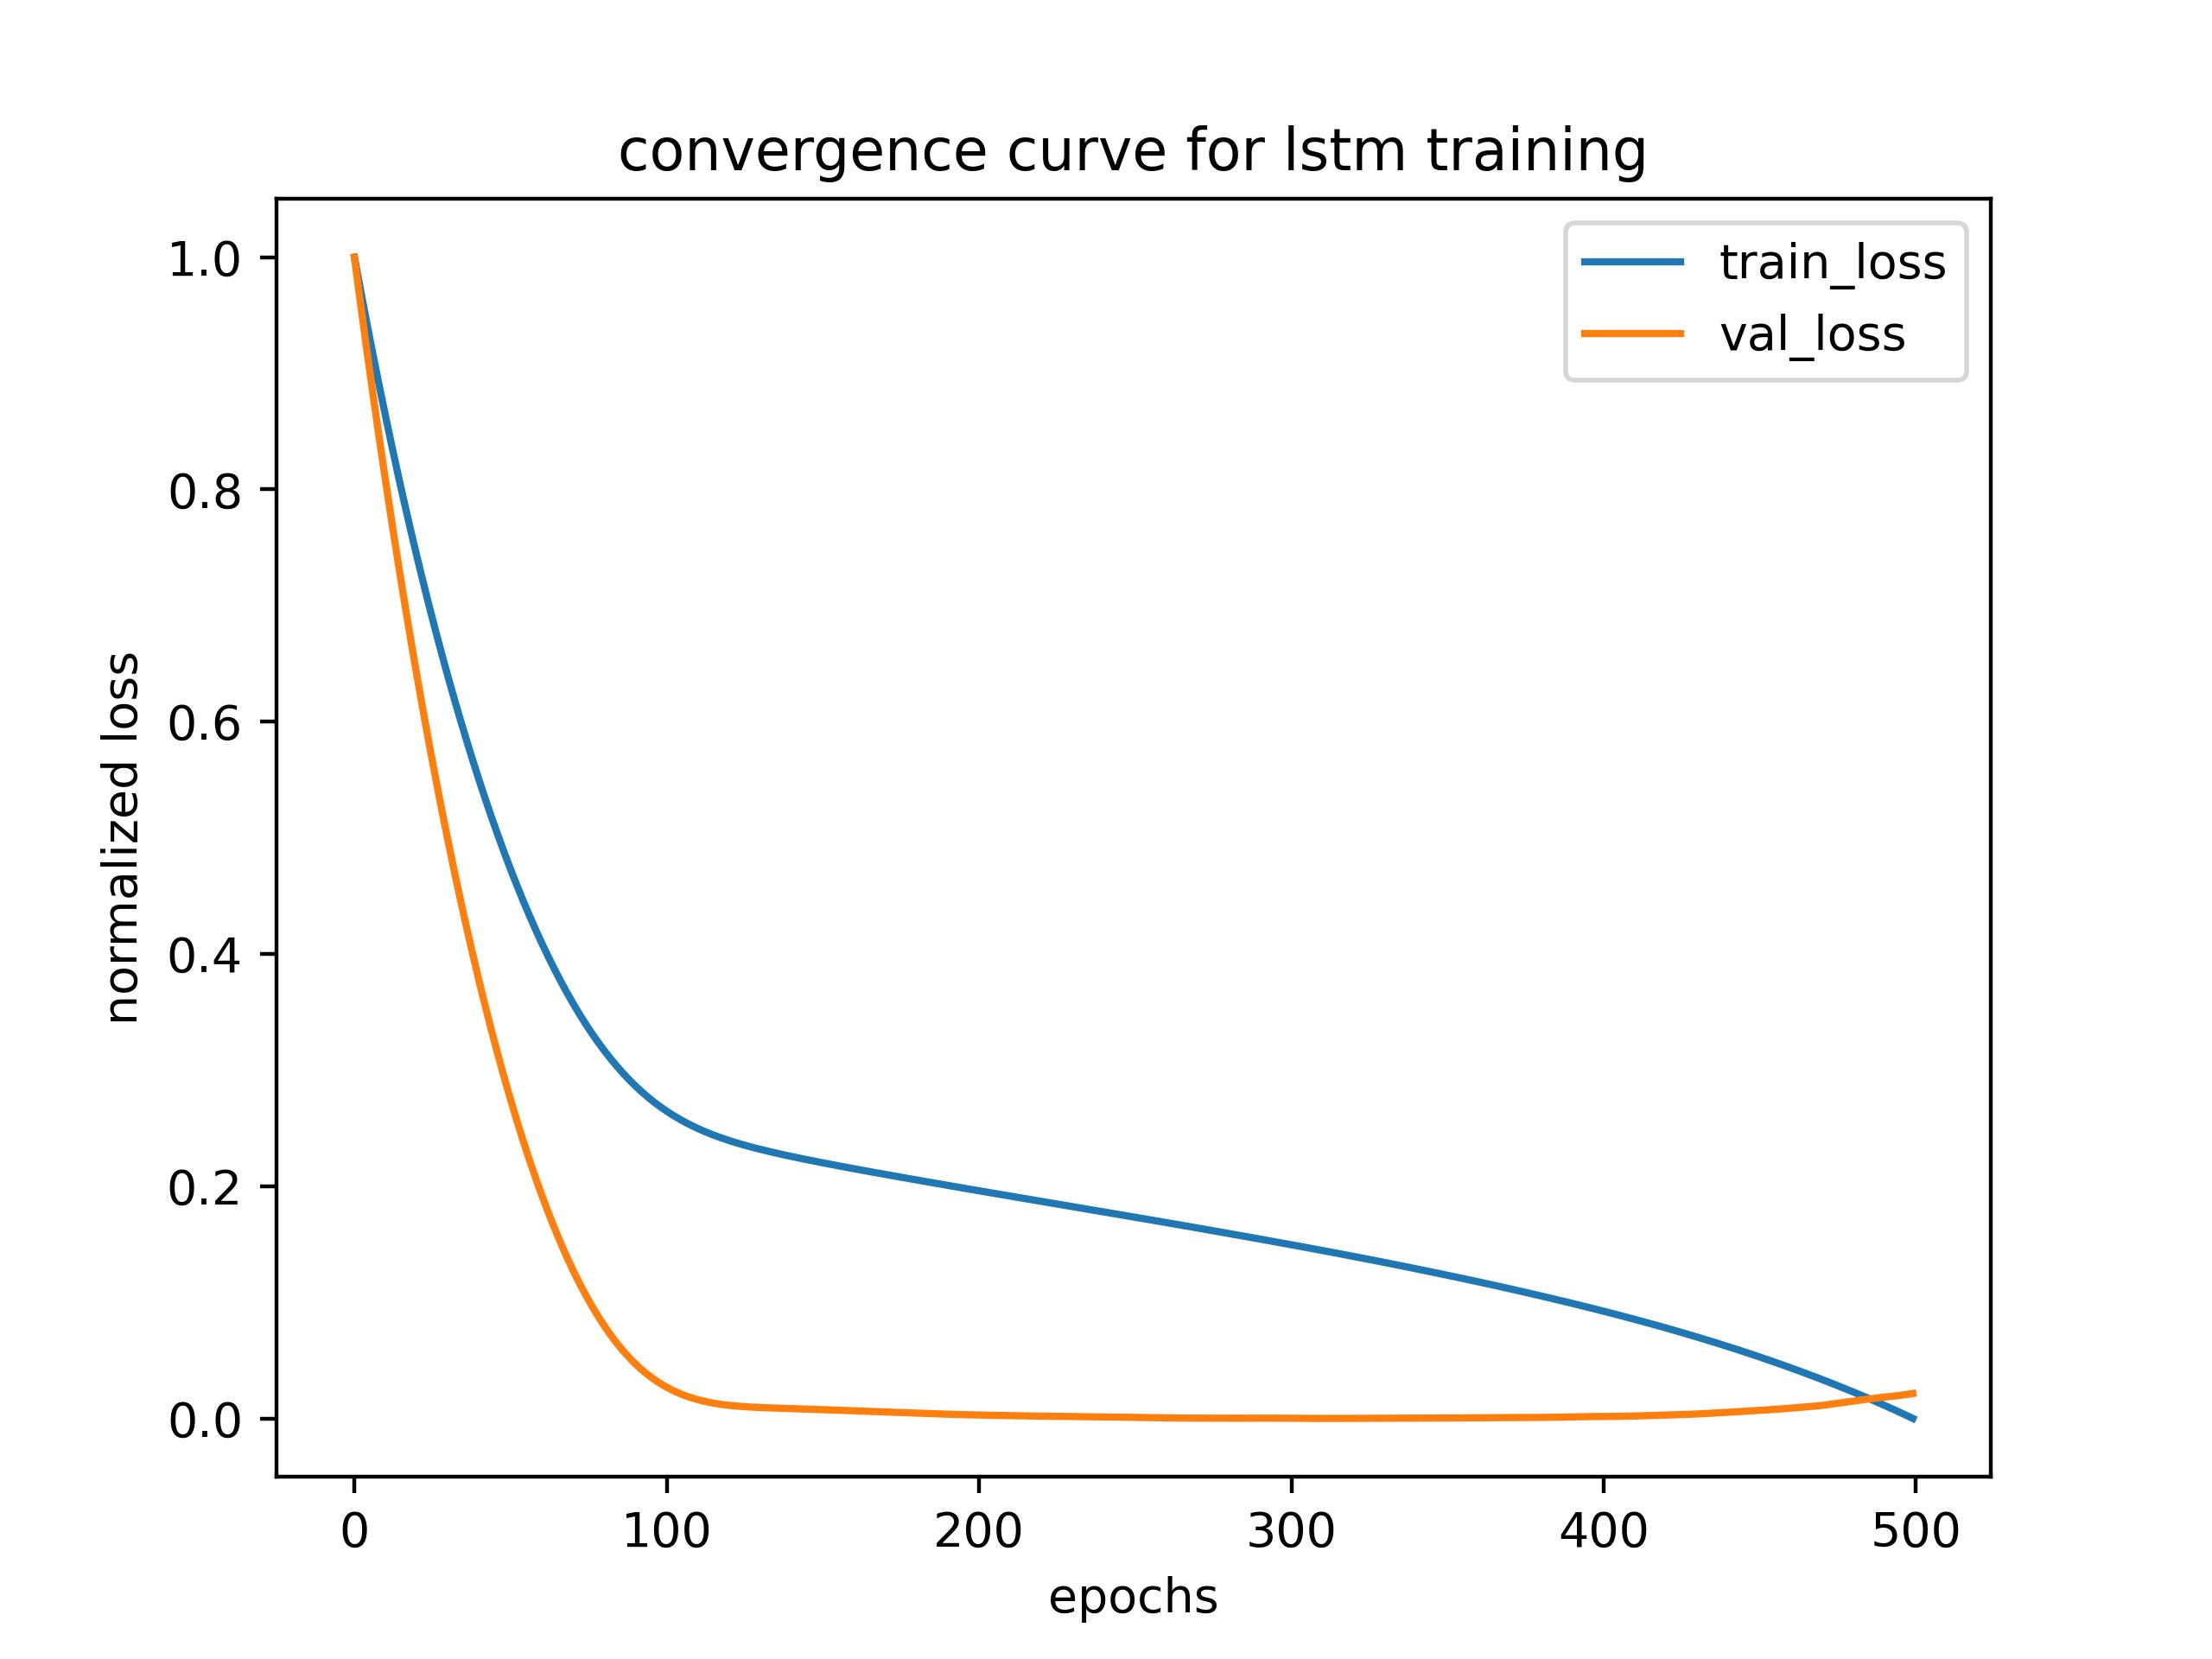 convergence curve for lstm training
train_loss
val_loss
1.0
0.8
0.6
0.4
0.2
0.0
normalized loss
0 100 200 300 400 500
epochs